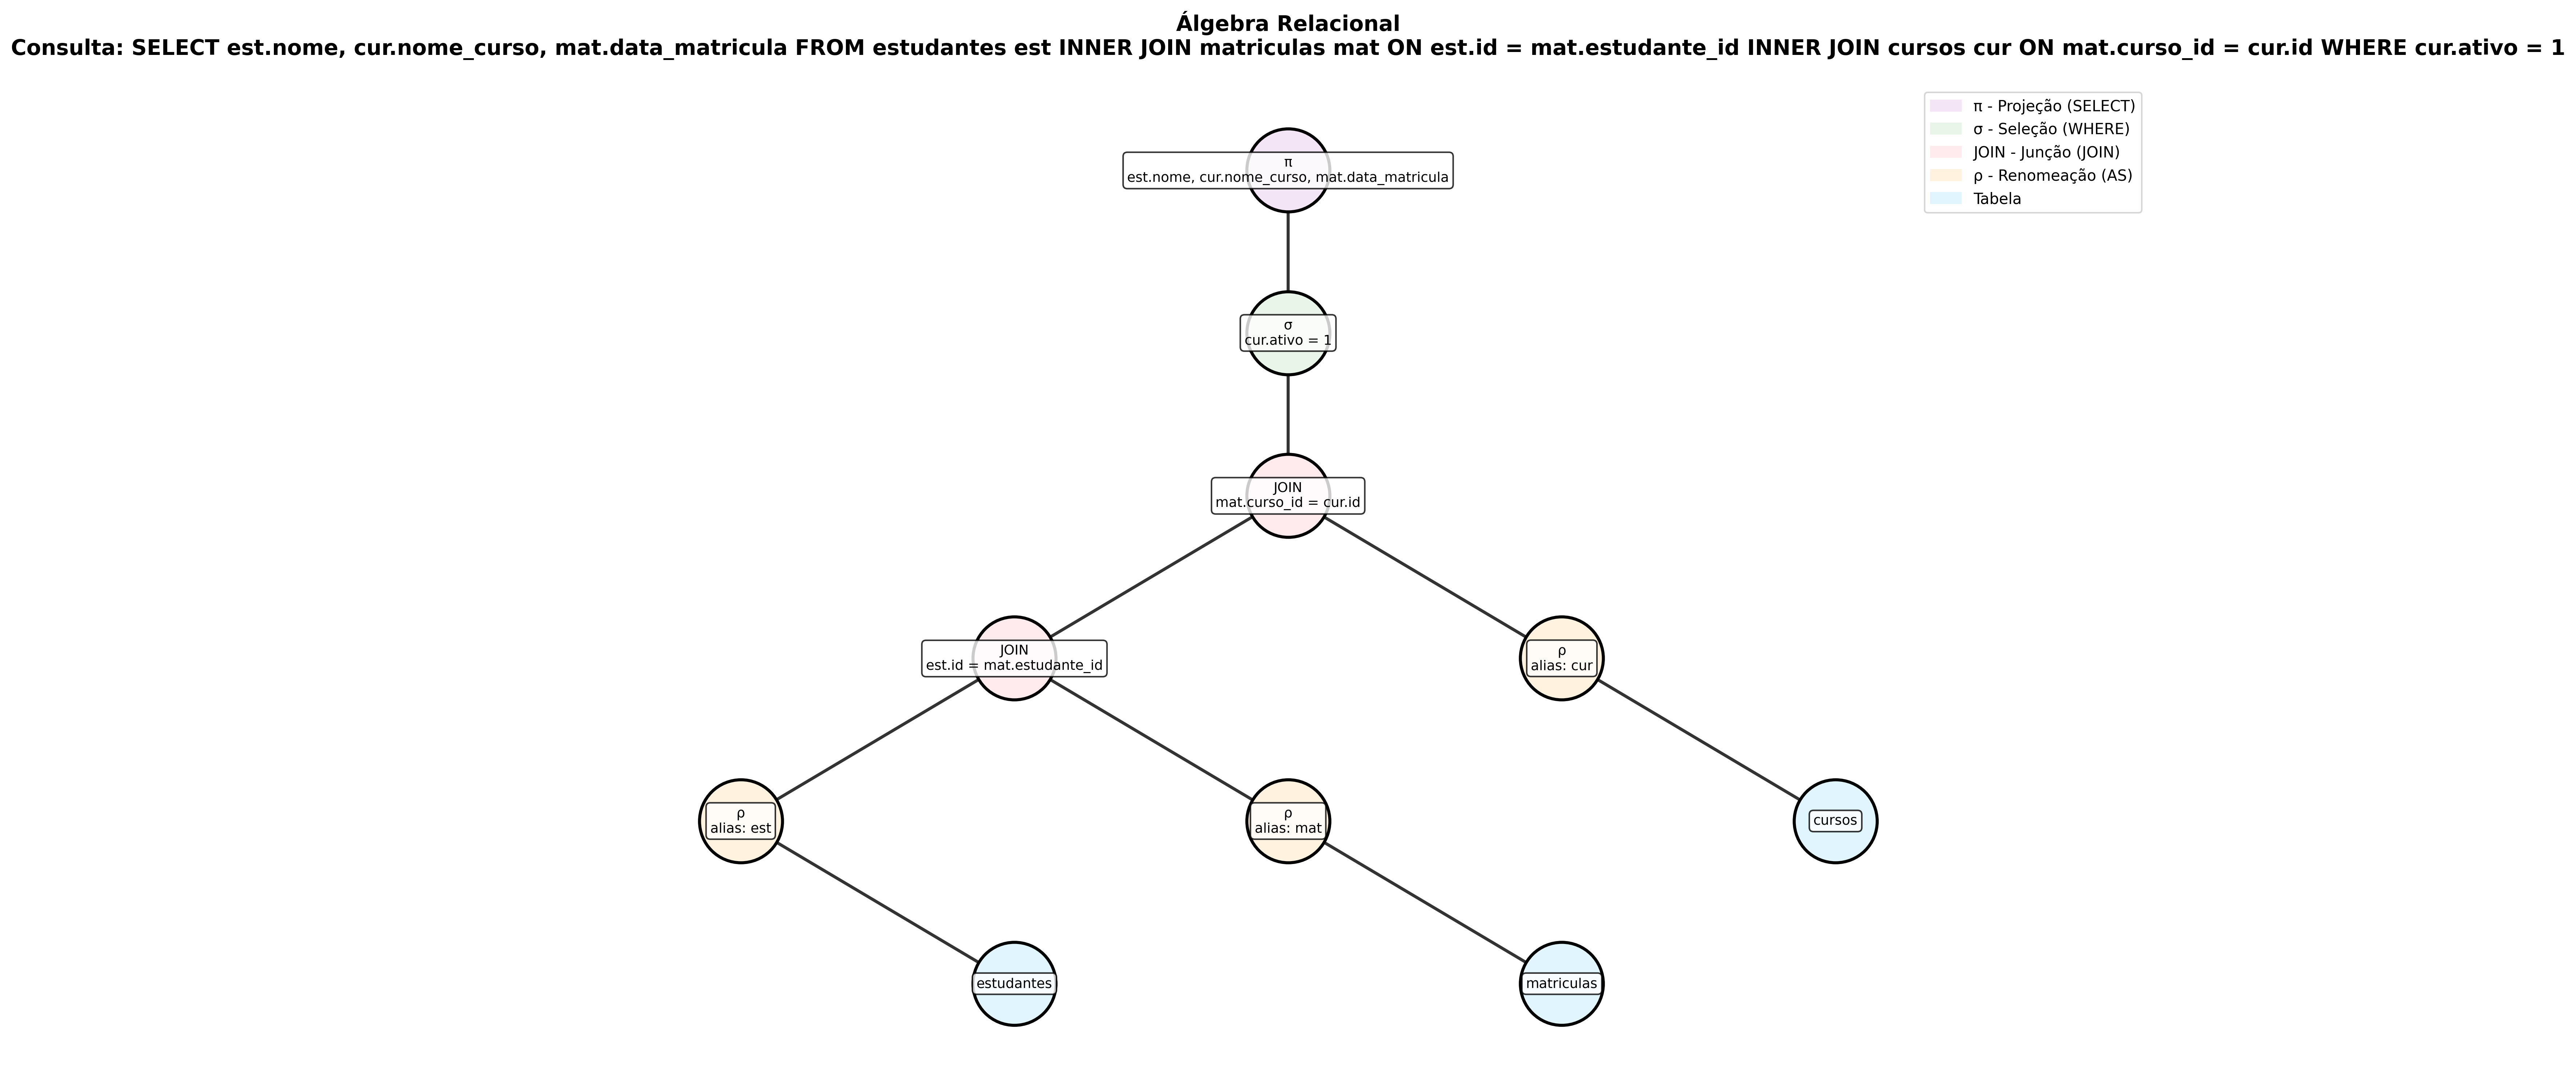 Álgebra Relacional
Consulta: SELECT est.nome, cur.nome_curso, mat.data_matricula FROM estudantes est INNER JOIN matriculas mat ON est.id = mat.estudante_id INNER JOIN cursos cur ON mat.curso_id = cur.id WHERE cur.ativo = 1
π - Projeção (SELECT)
σ - Seleção (WHERE)
JOIN - Junção (JOIN)
ρ - Renomeação (AS)
Tabela
π
est.nome, cur.nome_curso, mat.data_matricula
σ
cur.ativo = 1
JOIN
mat.curso_id = cur.id
JOIN
est.id = mat.estudante_id
ρ
alias: cur
ρ
alias: est
ρ
alias: mat
cursos
estudantes
matriculas